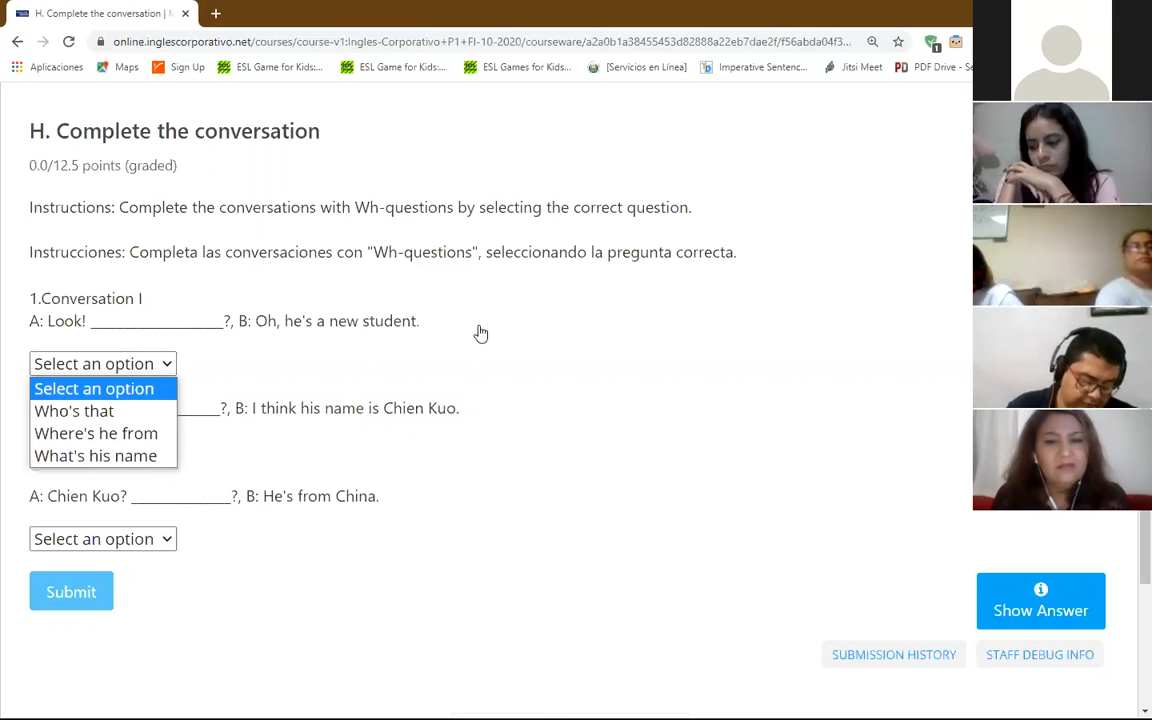 H. Complete the conversation | M
online.inglescorporativo.net/courses/course-v1:Ingles-Corporativo+P1+FI-10-2020/courseware/a2a0b1a38455453d82888a22eb7dae2f/f56abda04f3...
1
Aplicaciones
Maps
Sign Up
ESL Game for Kids:...
ESL Game for Kids:...
ESL Games for Kids:...
[Servicios en Línea]
Imperative Sentenc...
Jitsi Meet
PDF Drive - Se
H. Complete the conversation
0.0/12.5 points (graded)
Instructions: Complete the conversations with Wh-questions by selecting the correct question.
Instrucciones: Completa las conversaciones con "Wh-questions", seleccionando la pregunta correcta.
1.Conversation I
A: Look! __________________?, B: Oh, he's a new student.
Select an option
Select an option
Who's that
Where's he from
What's his name
______?, B: I think his name is Chien Kuo.
A: Chien Kuo? _____________?, B: He's from China.
Select an option
Submit
Show Answer
SUBMISSION HISTORY
STAFF DEBUG INFO